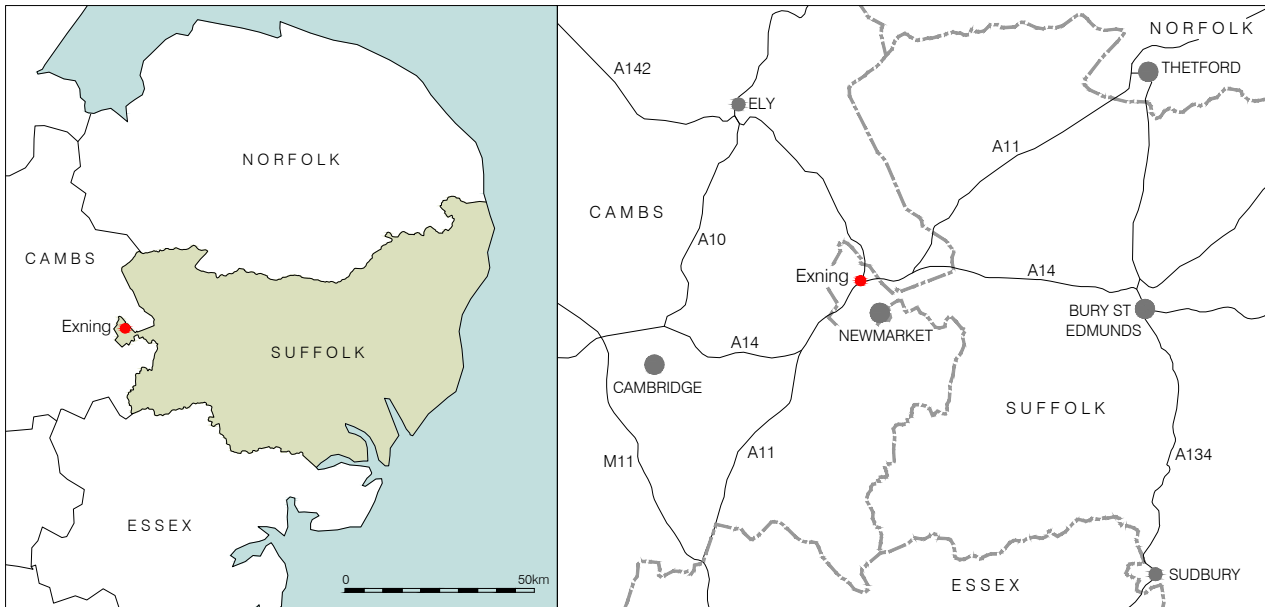 NORFOLK
CAMBS
Exning
SUFFOLK
ESSEX
0
50km
NORFOLK
A142
THETFORD
ELY
A11
CAMBS
A10
Exning
A14
BURY ST
EDMUNDS
NEWMARKET
A14
CAMBRIDGE
SUFFOLK
M11
A11
A134
SUDBURY
ESSEX